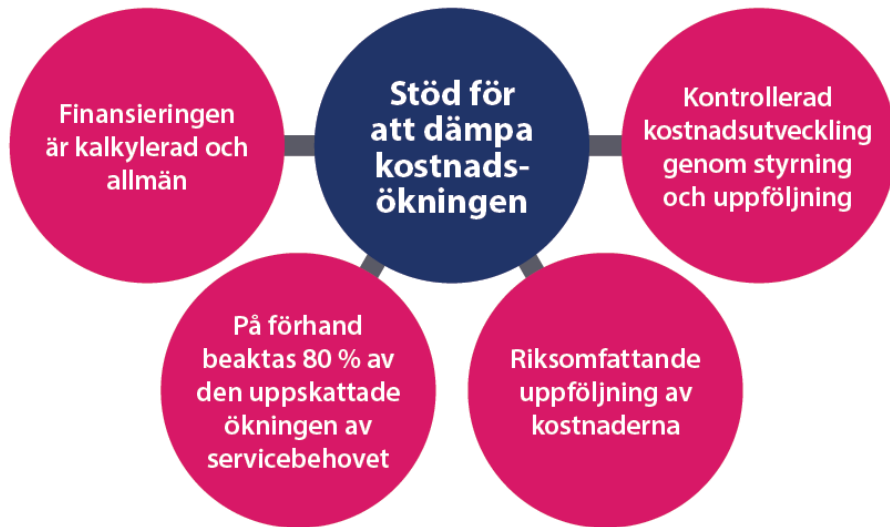 Finansieringen
är kalkylerad och
allmän
Stöd för
att dämpa
kostnads-
ökningen
Kontrollerad
kostnadsutveckling
genom styrning
och uppföljning
På förhand
beaktas 80 % av
den uppskattade
ökningen av
servicebehovet
Riksomfattande
uppföljning av
kostnaderna